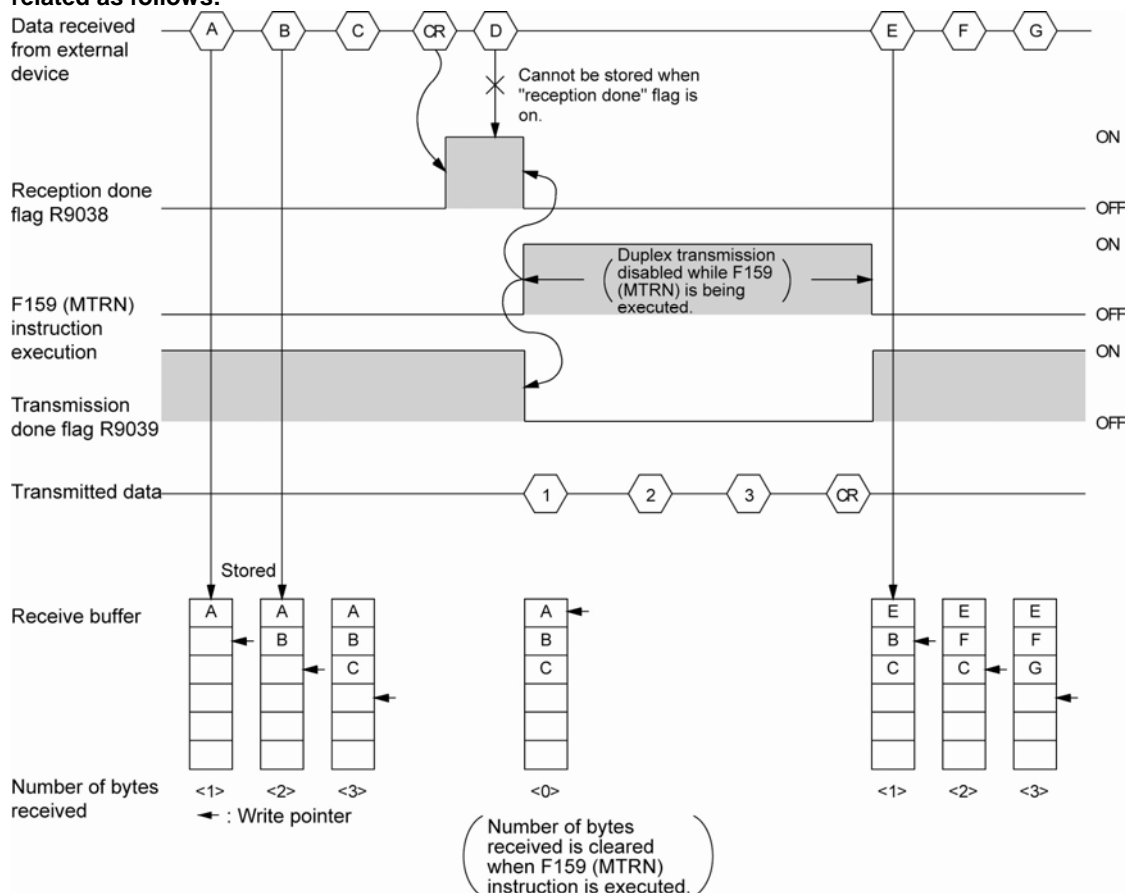 related as follows:
Data received
from external
device
A B C CR D E F G
Cannot be stored when
"reception done" flag is
on.
ON
Reception done
flag R9038
OFF
ON
Duplex transmission
disabled while F159
(MTRN) is being
executed.
F159 (MTRN)
instruction
execution
OFF
ON
Transmission
done flag R9039
OFF
Transmitted data
1 2 3 CR
Stored
Receive buffer
A A A A E E E
B B B B F F
C C C C G
Number of bytes
received
<1> <2> <3> <0> <1> <2> <3>
: Write pointer
Number of bytes
received is cleared
when F159 (MTRN)
instruction is executed.